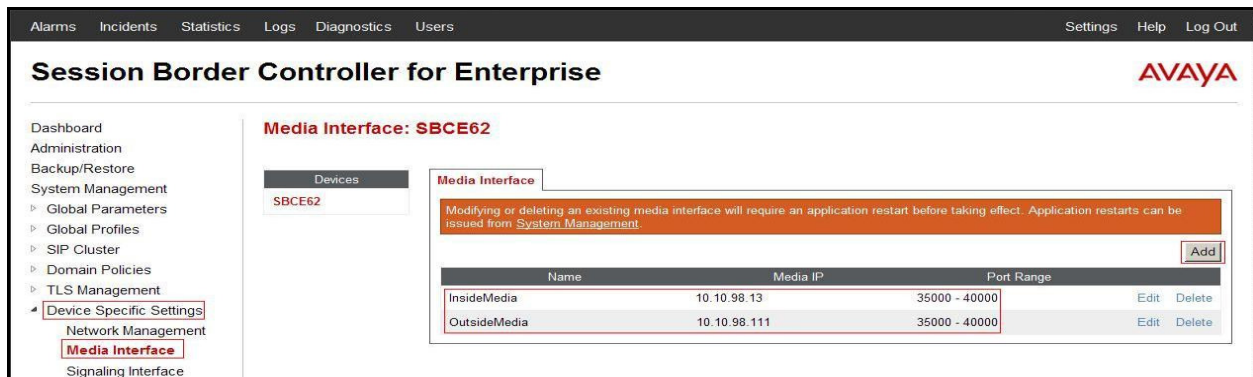 Alarms Incidents Statistics Logs Diagnostics Users Settings Help Log Out
Session Border Controller for Enterprise
AVAYA
Dashboard
Administration
Backup/Restore
System Management
Global Parameters
Global Profiles
SIP Cluster
Domain Policies
TLS Management
Device Specific Settings
Network Management
Media Interface
Signaling Interface
Media Interface: SBCE62
Devices
SBCE62
Media Interface
Modifying or deleting an existing media interface will require an application restart before taking effect. Application restarts can be
issued from System Management.
Add
Name Media IP Port Range
InsideMedia 10.10.98.13 35000 - 40000 Edit Delete
OutsideMedia 10.10.98.111 35000 - 40000 Edit Delete